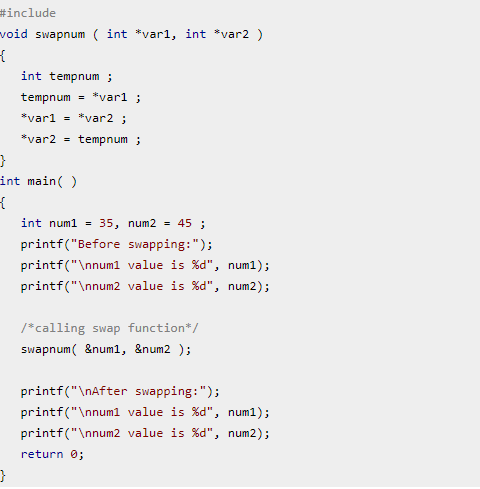 #include
void swapnum ( int *var1, int *var2 )
{
   int tempnum ;
   tempnum = *var1 ;
   *var1 = *var2 ;
   *var2 = tempnum ;
}
int main( )
{
   int num1 = 35, num2 = 45 ;
   printf("Before swapping:");
   printf("\nnum1 value is %d", num1);
   printf("\nnum2 value is %d", num2);

   /*calling swap function*/
   swapnum( &num1, &num2 );

   printf("\nAfter swapping:");
   printf("\nnum1 value is %d", num1);
   printf("\nnum2 value is %d", num2);
   return 0;
}